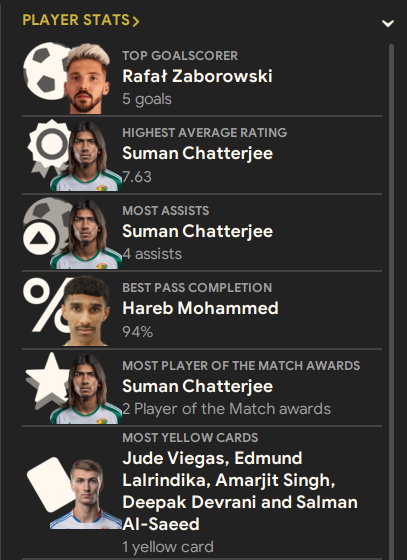 PLAYER STATS
TOP GOALSCORER
Rafał Zaborowski
5 goals
HIGHEST AVERAGE RATING
Suman Chatterjee
7.63
MOST ASSISTS
Suman Chatterjee
4 assists
BEST PASS COMPLETION
%
Hareb Mohammed
94%
MOST PLAYER OF THE MATCH AWARDS
Suman Chatterjee
2 Player of the Match awards
MOST YELLOW CARDS
Jude Viegas, Edmund
Lalrindika, Amarjit Singh,
Deepak Devrani and Salman
Al-Saeed
1 yellow card